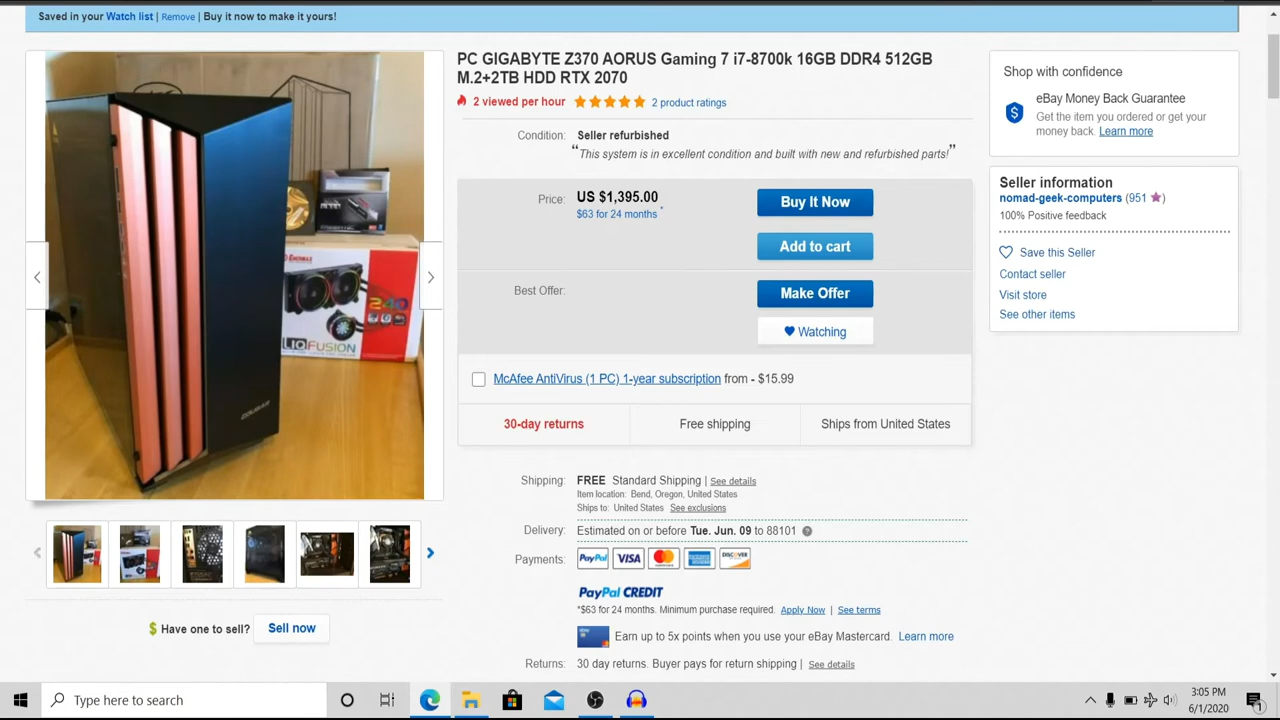 Saved in your Watch list | Remove | Buy it now to make it yours!
PC GIGABYTE Z370 AORUS Gaming 7 i7-8700k 16GB DDR4 512GB
M.2+2TB HDD RTX 2070
2 viewed per hour
2 product ratings
Condition: Seller refurbished
“This system is in excellent condition and built with new and refurbished parts!”
Price: US $1,395.00
$63 for 24 months *
Buy It Now
Add to cart
Best Offer:
Make Offer
Watching
McAfee AntiVirus (1 PC) 1-year subscription from - $15.99
30-day returns
Free shipping
Ships from United States
Shipping: FREE Standard Shipping | See details
Item location: Bend, Oregon, United States
Ships to: United States See exclusions
Delivery: Estimated on or before Tue. Jun. 09 to 88101
Payments: PayPal VISA DISCOVER
PayPal CREDIT
*$63 for 24 months. Minimum purchase required. Apply Now | See terms
Earn up to 5x points when you use your eBay Mastercard. Learn more
Returns: 30 day returns. Buyer pays for return shipping | See details
Shop with confidence
eBay Money Back Guarantee
Get the item you ordered or get your
money back. Learn more
Seller information
nomad-geek-computers (951)
100% Positive feedback
Save this Seller
Contact seller
Visit store
See other items
ENERMAX
240
LIQFUSION
COUGAR
$ Have one to sell? Sell now
Type here to search
3:05 PM
6/1/2020
1